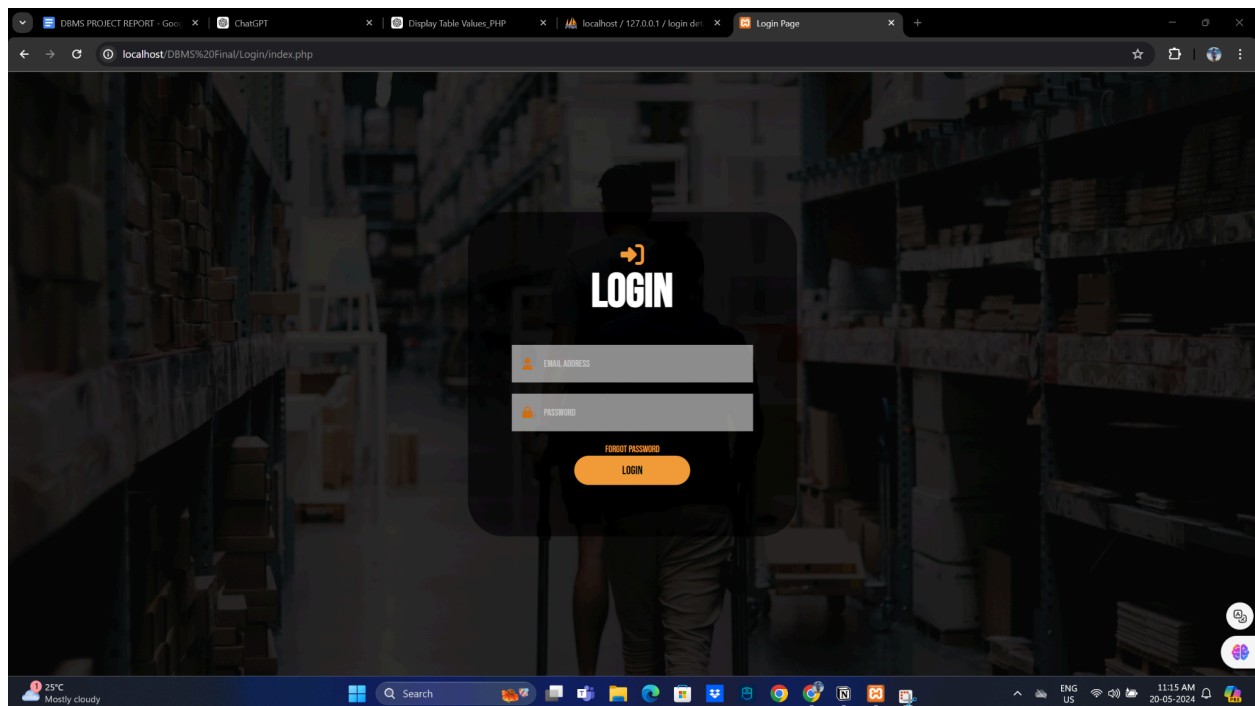 DBMS PROJECT REPORT - Goog
ChatGPT
Display Table Values_PHP
localhost / 127.0.0.1 / login det
Login Page
localhost/DBMS%20Final/Login/index.php
LOGIN
EMAIL ADDRESS
PASSWORD
FORGOT PASSWORD
LOGIN
1
25°C
Mostly cloudy
Search
ENG
US
11:15 AM
20-05-2024